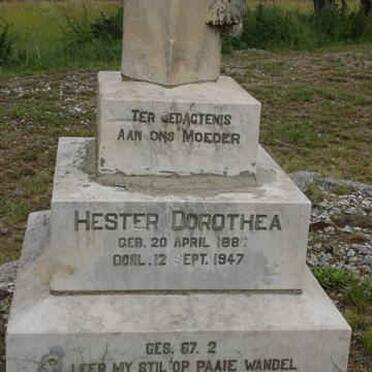 TER GEDAGTENIS
AAN ONS MOEDER
HESTER DOROTHEA
GEB. 20 APRIL
OORL. 12 SEPT. 1947
GES. 67. 2
LEER MY STIL OP PAAIE WANDEL